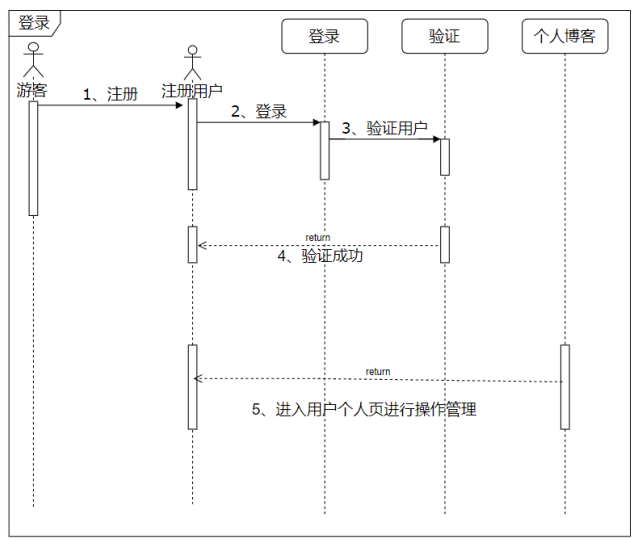 登录
登录
验证
个人博客
游客
注册用户
1、注册
2、登录
3、验证用户
return
4、验证成功
return
5、进入用户个人页进行操作管理